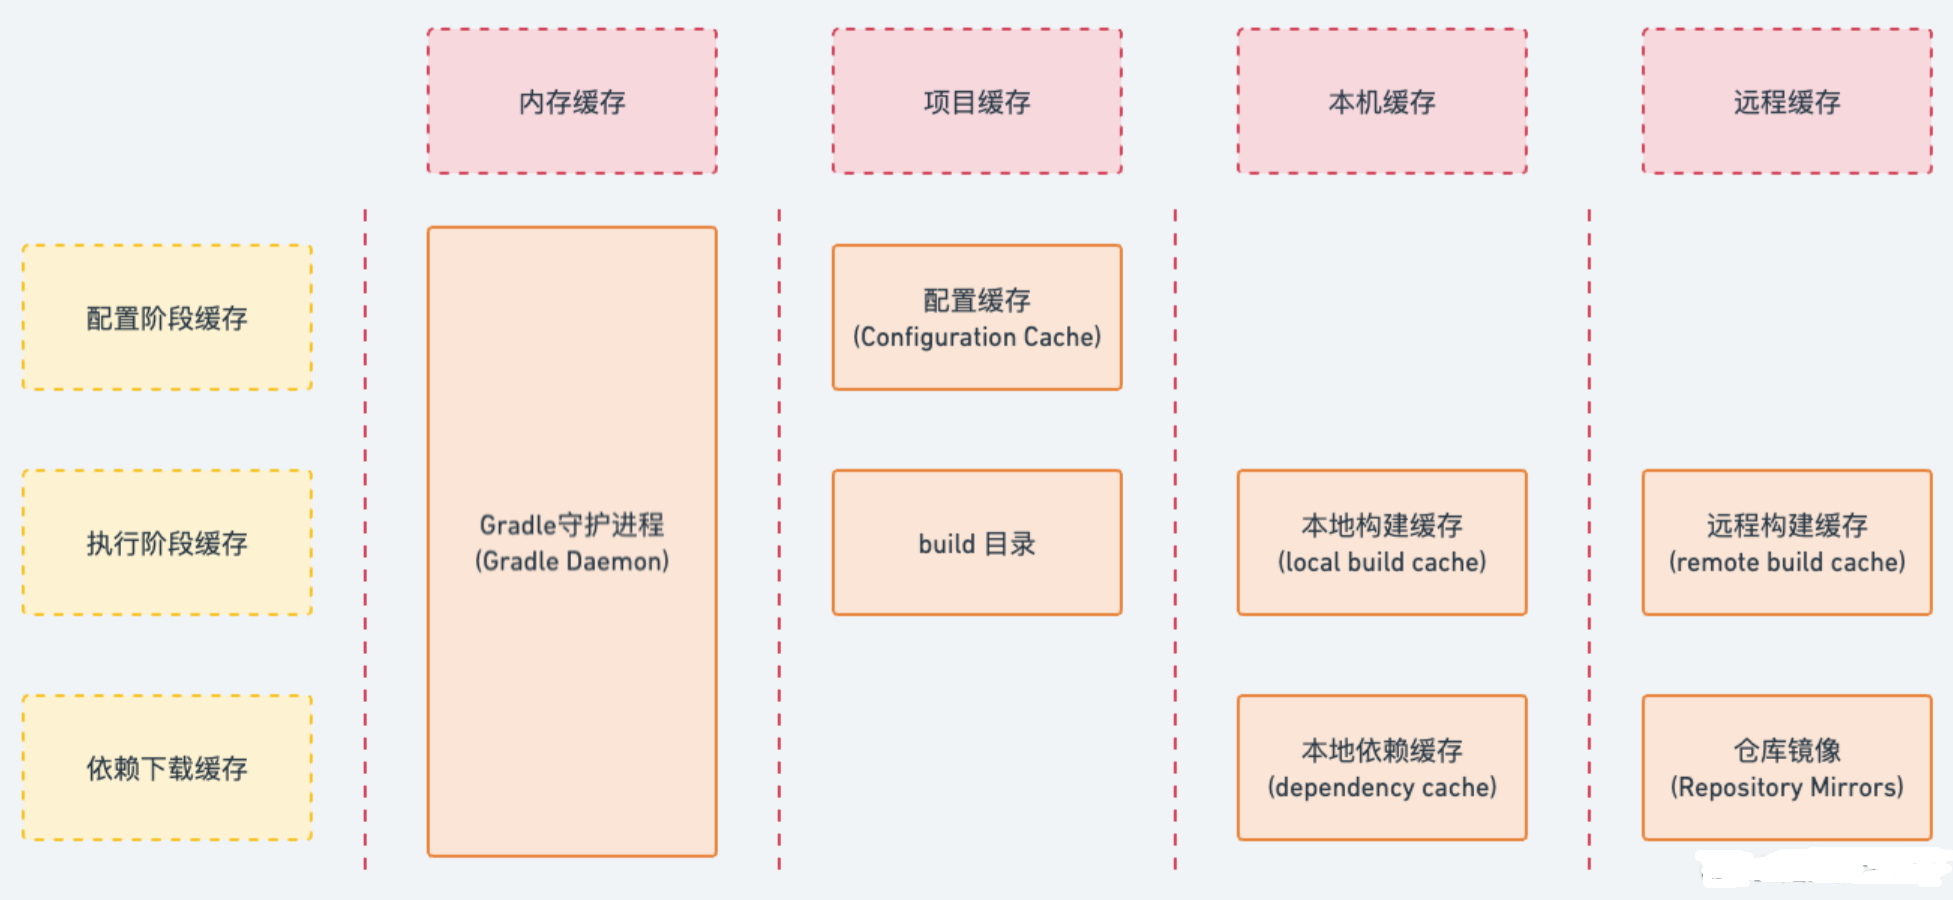 内存缓存
项目缓存
本机缓存
远程缓存
配置阶段缓存
配置缓存
(Configuration Cache)
执行阶段缓存
Gradle守护进程
(Gradle Daemon)
build 目录
本地构建缓存
(local build cache)
远程构建缓存
(remote build cache)
依赖下载缓存
本地依赖缓存
(dependency cache)
仓库镜像
(Repository Mirrors)